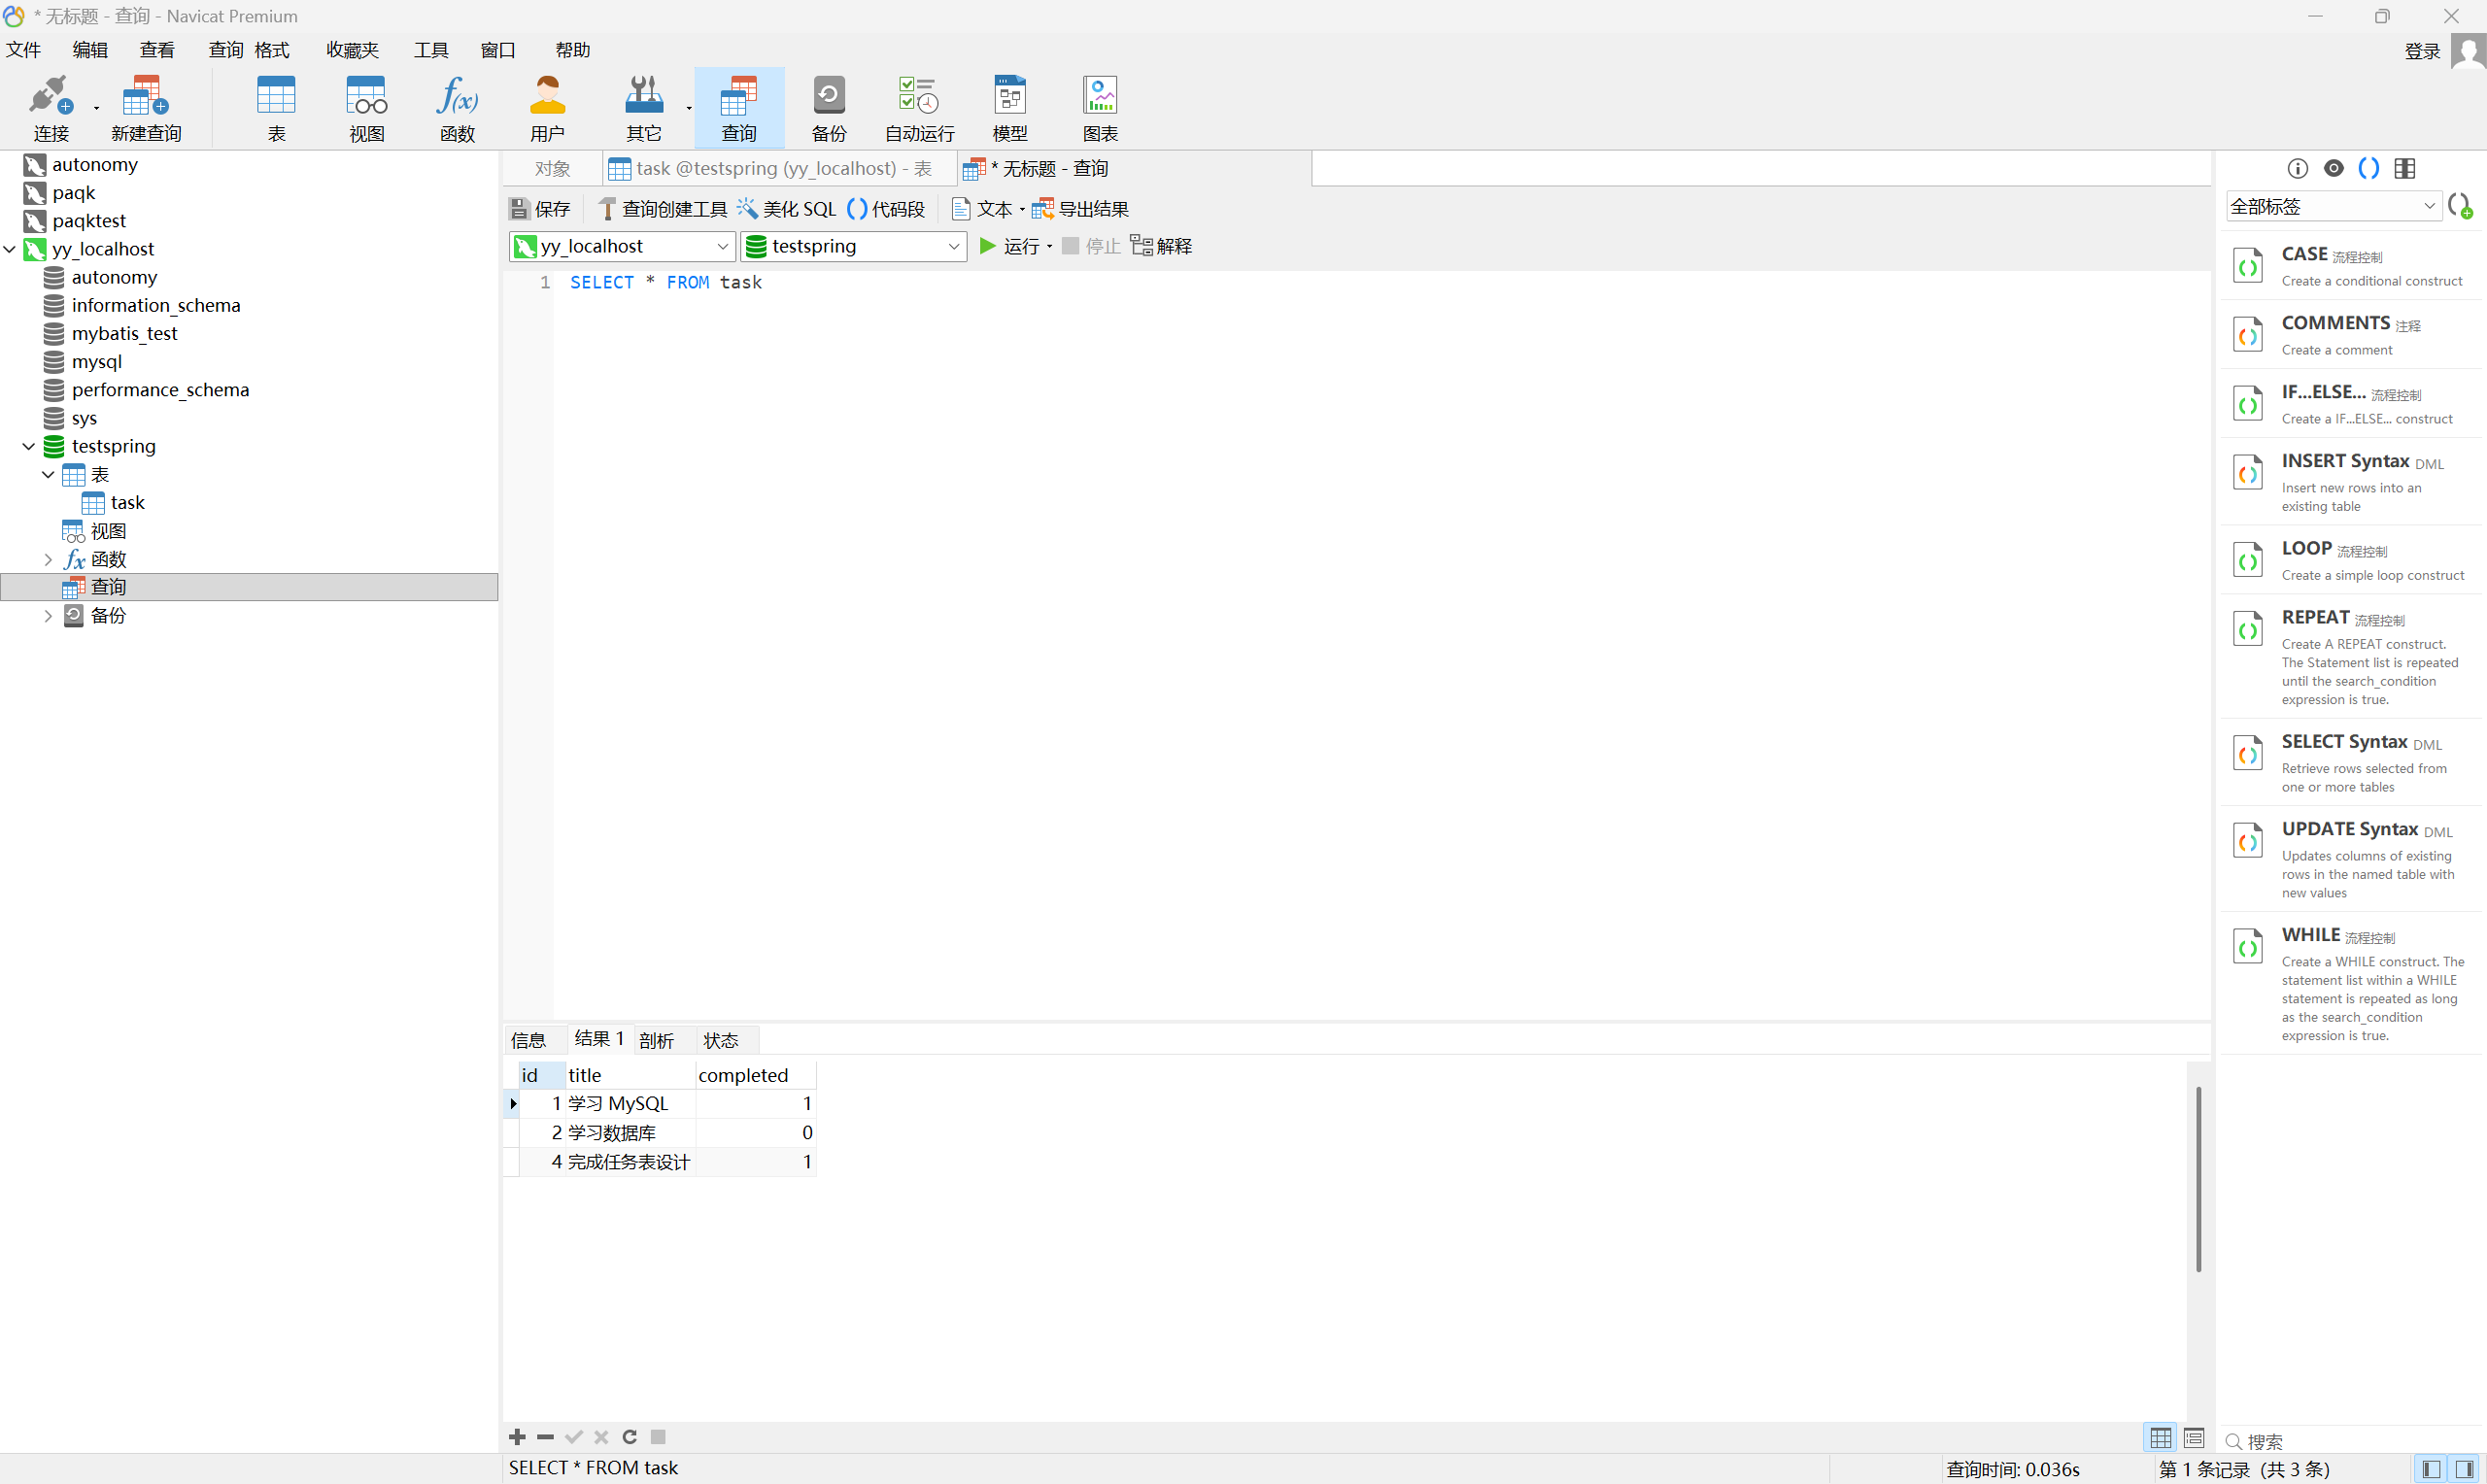 * 无标题 - 查询 - Navicat Premium
文件 编辑 查看 查询 格式 收藏夹 工具 窗口 帮助 登录
连接 新建查询 表 视图 函数 用户 其它 查询 备份 自动运行 模型 图表
autonomy
paqk
paqktest
yy_localhost
autonomy
information_schema
mybatis_test
mysql
performance_schema
sys
testspring
表
task
视图
函数
查询
备份
对象 task @testspring (yy_localhost) - 表 * 无标题 - 查询
保存 查询创建工具 美化 SQL 代码段 文本 导出结果
yy_localhost testspring 运行 停止 解释
1 SELECT * FROM task
信息 结果 1 剖析 状态
id title completed
1 学习 MySQL 1
2 学习数据库 0
4 完成任务表设计 1
全部标签
CASE 流程控制
Create a conditional construct
COMMENTS 注释
Create a comment
IF...ELSE... 流程控制
Create a IF...ELSE... construct
INSERT Syntax DML
Insert new rows into an
existing table
LOOP 流程控制
Create a simple loop construct
REPEAT 流程控制
Create A REPEAT construct.
The Statement list is repeated
until the search_condition
expression is true.
SELECT Syntax DML
Retrieve rows selected from
one or more tables
UPDATE Syntax DML
Updates columns of existing
rows in the named table with
new values
WHILE 流程控制
Create a WHILE construct. The
statement list within a WHILE
statement is repeated as long
as the search_condition
expression is true.
搜索
SELECT * FROM task 查询时间: 0.036s 第 1 条记录 (共 3 条)